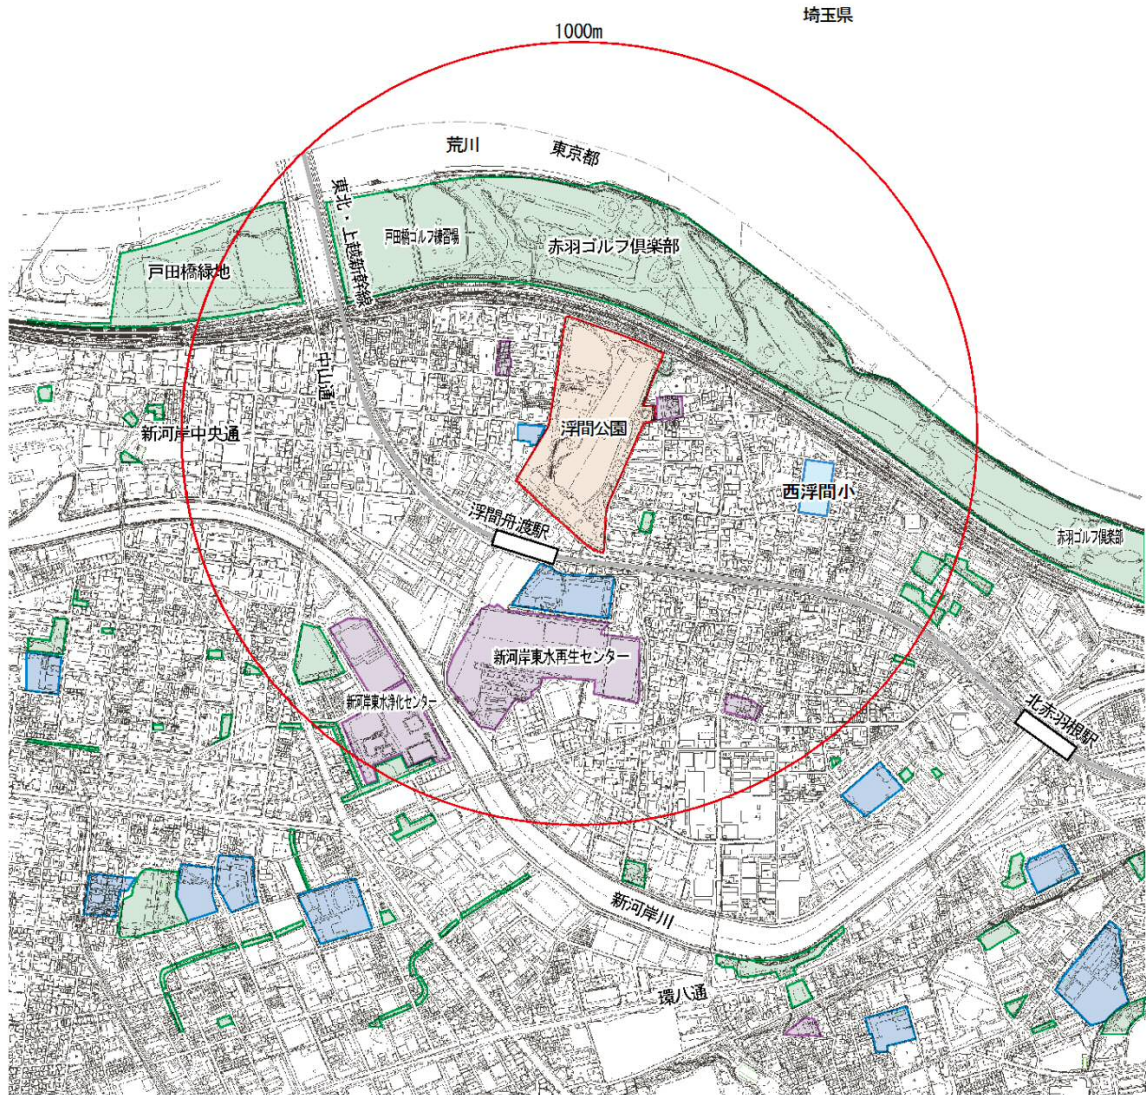 埼玉県
1000m
荒川
東京都
東北・上越新幹線
戸田橋ゴルフ練習場
赤羽ゴルフ倶楽部
戸田橋緑地
中山通
浮間公園
新河岸中央通
西浮間小
浮間舟渡駅
赤羽ゴルフ倶楽部
新河岸東水再生センター
新河岸東水浄化センター
北赤羽根駅
新河岸川
環八通